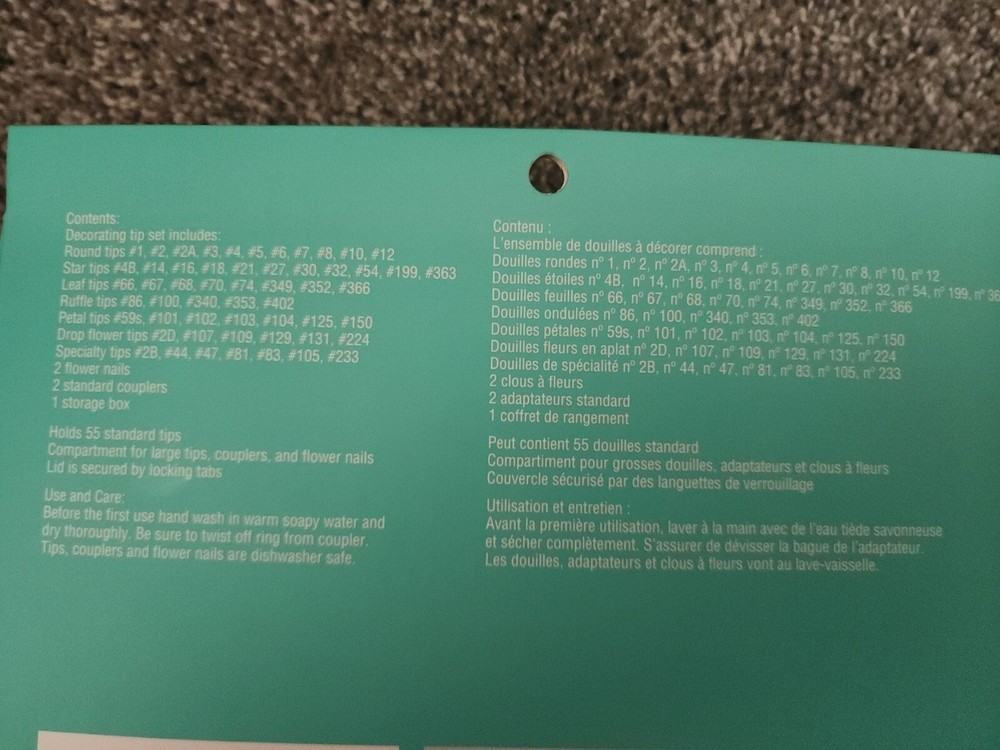 Contents:
Decorating tip set includes:
Round tips #1, #2, #2A, #3, #4, #5, #6, #7, #8, #10, #12
Star tips #4B, #14, #16, #18, #21, #27, #30, #32, #54, #199, #363
Leaf tips #66, #67, #68, #70, #74, #349, #352, #366
Ruffle tips #86, #100, #340, #353, #402
Petal tips #59s, #101, #102, #103, #104, #125, #150
Drop flower tips #2D, #107, #109, #129, #131, #224
Specialty tips #2B, #44, #47, #81, #83, #105, #233
2 flower nails
2 standard couplers
1 storage box
Holds 55 standard tips
Compartment for large tips, couplers, and flower nails
Lid is secured by locking tabs
Use and Care:
Before the first use hand wash in warm soapy water and
dry thoroughly. Be sure to twist off ring from coupler.
Tips, couplers and flower nails are dishwasher safe.
Contenu :
L'ensemble de douilles à décorer comprend :
Douilles rondes nº 1, nº 2, nº 2A, nº 3, nº 4, nº 5, nº 6, nº 7, nº 8, nº 10, nº 12
Douilles étoiles nº 4B, nº 14, nº 16, nº 18, nº 21, nº 27, nº 30, nº 32, nº 54, nº 199, nº
Douilles feuilles nº 66, nº 67, nº 68, nº 70, nº 74, nº 349, nº 352, nº 366
Douilles ondulées nº 86, nº 100, nº 340, nº 353, nº 402
Douilles pétales nº 59s, nº 101, nº 102, nº 103, nº 104, nº 125, nº 150
Douilles fleurs en aplat nº 2D, nº 107, nº 109, nº 129, nº 131, nº 224
Douilles de spécialité nº 2B, nº 44, nº 47, nº 81, nº 83, nº 105, nº 233
2 clous à fleurs
2 adaptateurs standard
1 coffret de rangement
Peut contient 55 douilles standard
Compartiment pour grosses douilles, adaptateurs et clous à fleurs
Couvercle sécurisé par des languettes de verrouillage
Utilisation et entretien :
Avant la première utilisation, laver à la main avec de l'eau tiède savonneuse
et sécher complètement. S'assurer de dévisser la bague de l'adaptateur.
Les douilles, adaptateurs et clous à fleurs vont au lave-vaisselle.